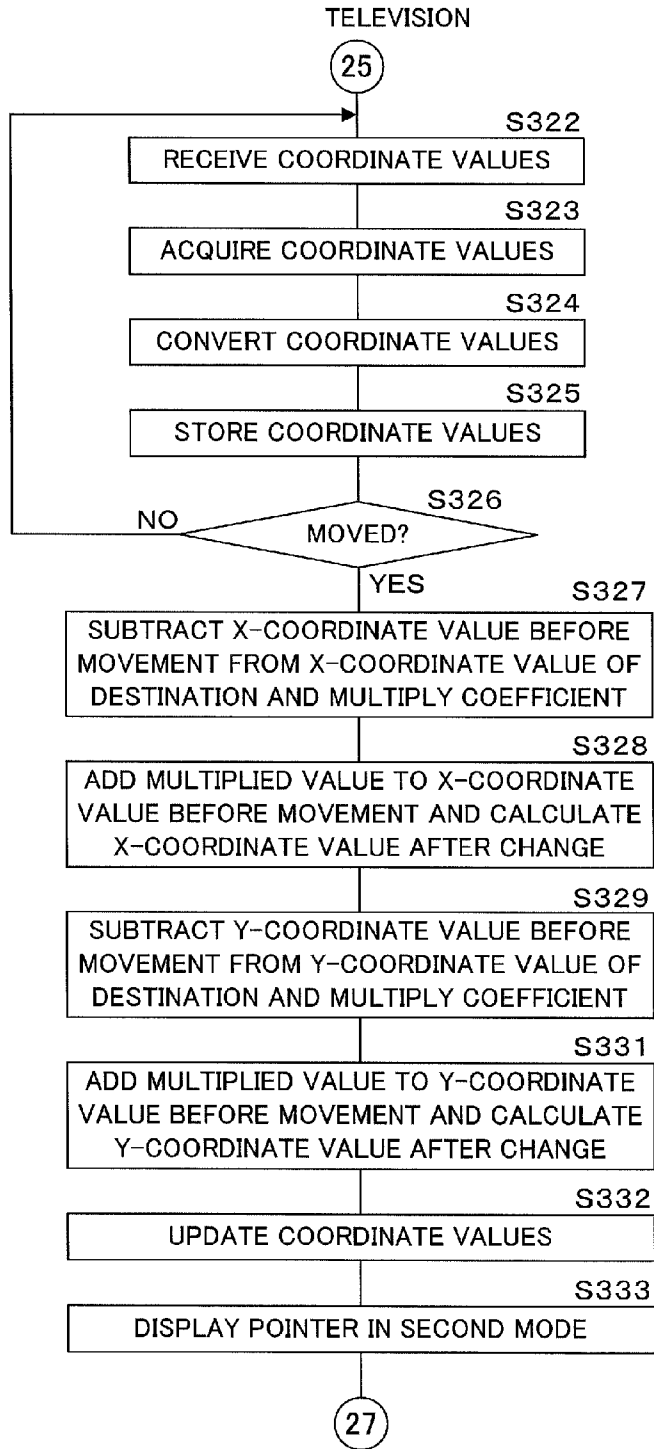 TELEVISION
25
S322
RECEIVE COORDINATE VALUES
S323
ACQUIRE COORDINATE VALUES
S324
CONVERT COORDINATE VALUES
S325
STORE COORDINATE VALUES
S326
NO
MOVED?
YES
S327
SUBTRACT X-COORDINATE VALUE BEFORE
MOVEMENT FROM X-COORDINATE VALUE OF
DESTINATION AND MULTIPLY COEFFICIENT
S328
ADD MULTIPLIED VALUE TO X-COORDINATE
VALUE BEFORE MOVEMENT AND CALCULATE
X-COORDINATE VALUE AFTER CHANGE
S329
SUBTRACT Y-COORDINATE VALUE BEFORE
MOVEMENT FROM Y-COORDINATE VALUE OF
DESTINATION AND MULTIPLY COEFFICIENT
S331
ADD MULTIPLIED VALUE TO Y-COORDINATE
VALUE BEFORE MOVEMENT AND CALCULATE
Y-COORDINATE VALUE AFTER CHANGE
S332
UPDATE COORDINATE VALUES
S333
DISPLAY POINTER IN SECOND MODE
27